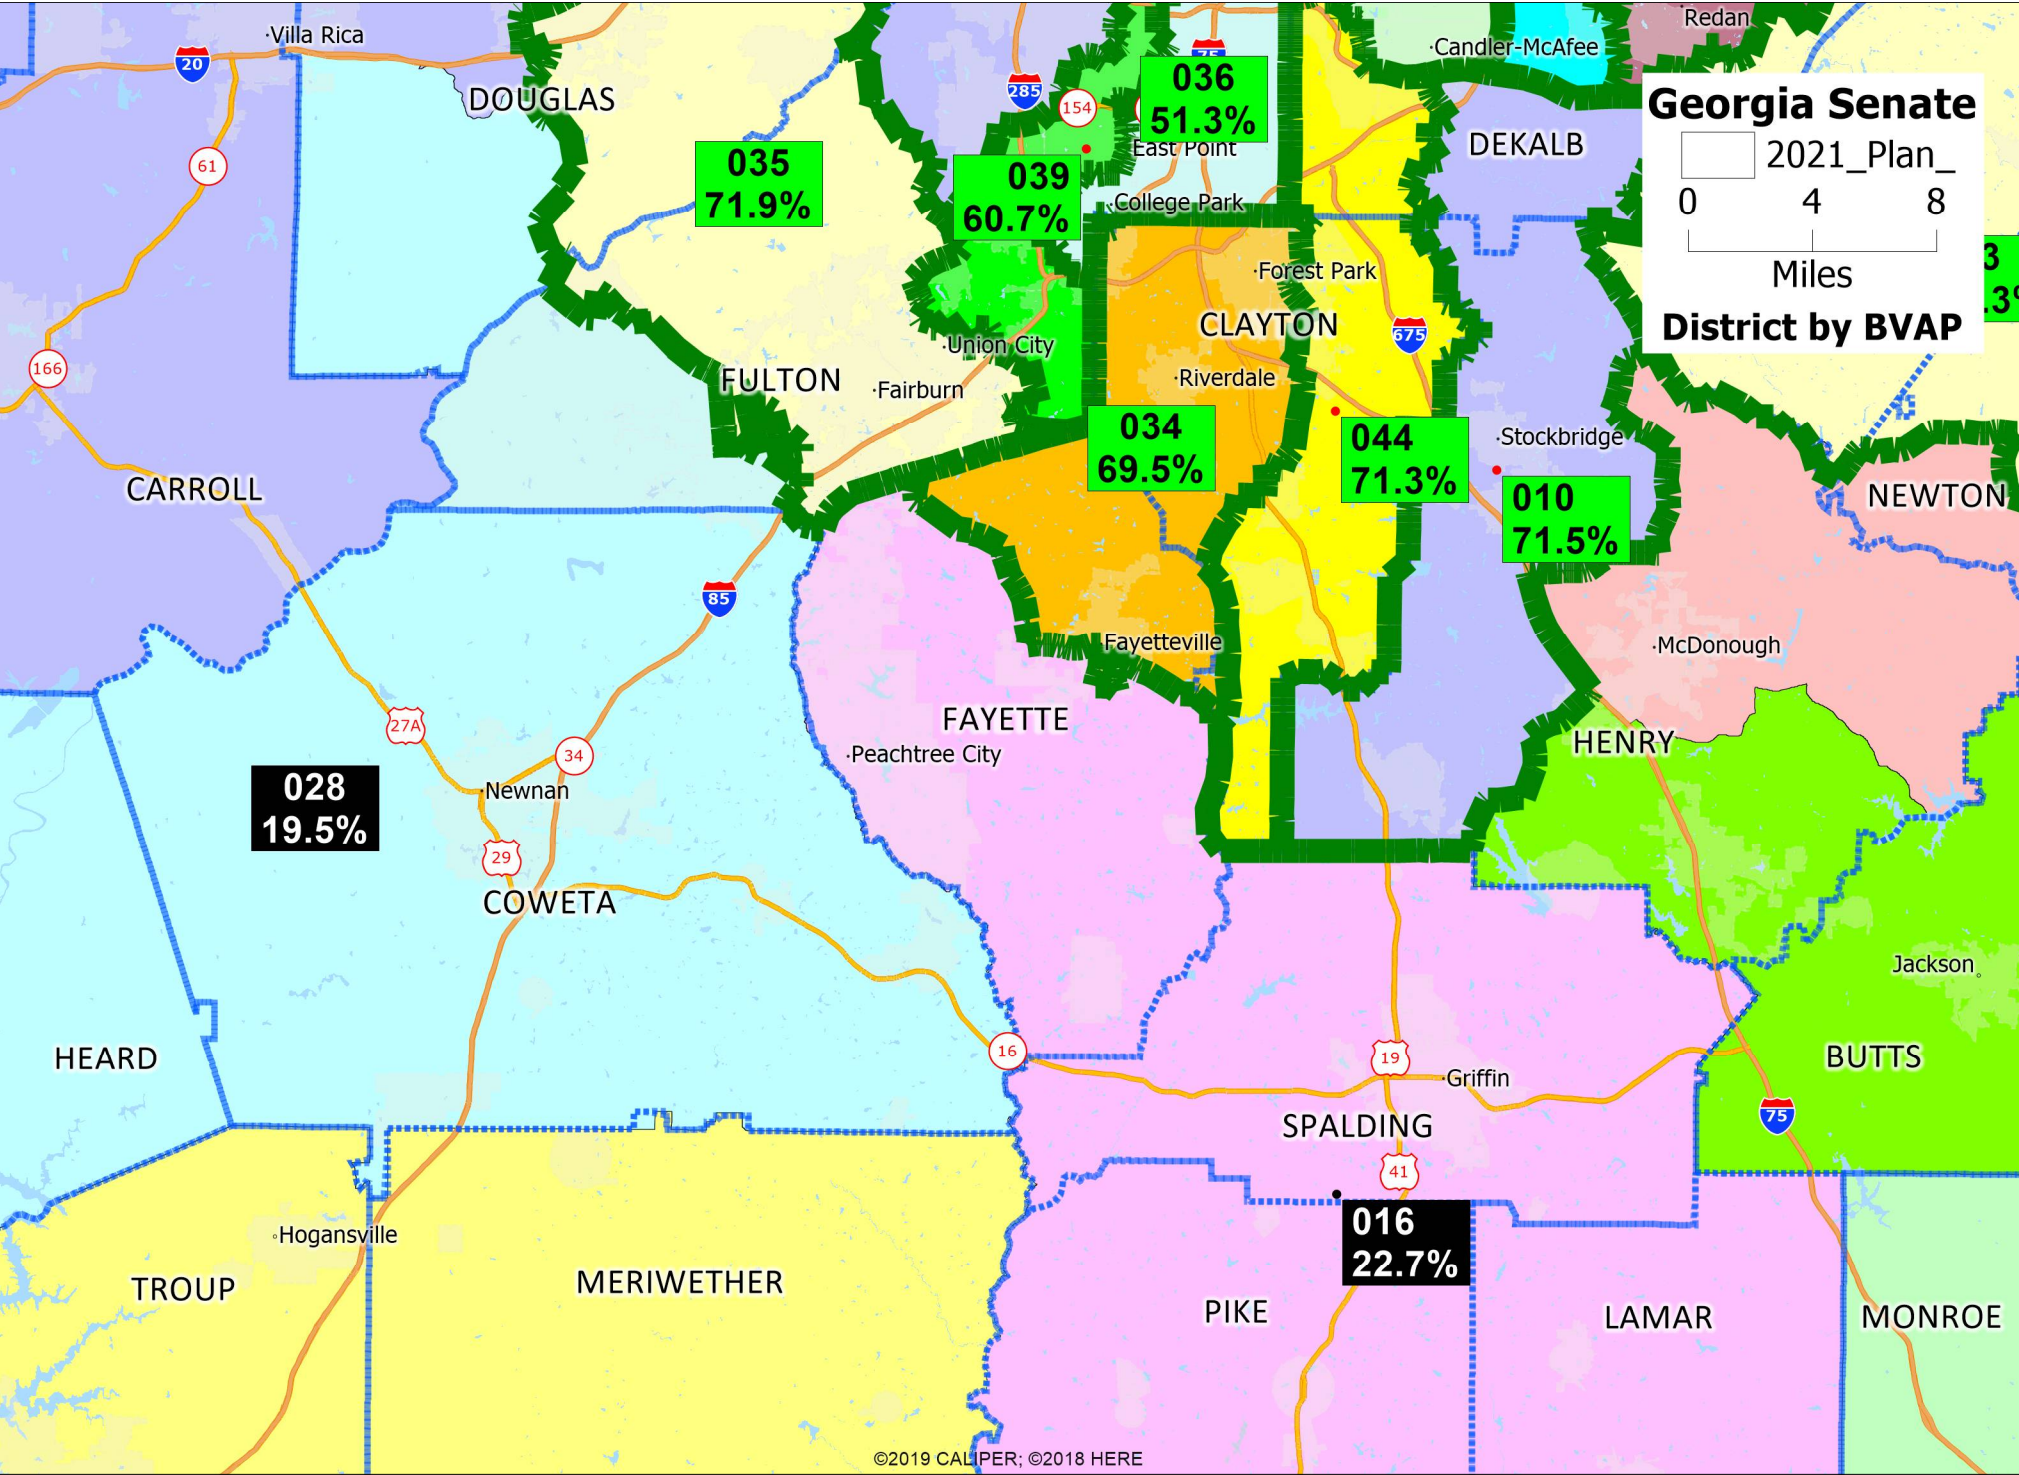 Redan
Villa Rica
Candler-McAfee
20
75
036
51.3%
285
154
DOUGLAS
Georgia Senate
2021_Plan_
0 4 8
Miles
District by BVAP
East Point
DEKALB
035
71.9%
61
039
60.7%
College Park
3
.3%
Forest Park
CLAYTON
675
Union City
166
FULTON
Fairburn
Riverdale
034
69.5%
044
71.3%
Stockbridge
CARROLL
010
71.5%
NEWTON
85
Fayetteville
McDonough
27A
FAYETTE
34
Peachtree City
HENRY
028
19.5%
Newnan
29
COWETA
Jackson
HEARD
16
19
Griffin
BUTTS
75
SPALDING
41
Hogansville
016
22.7%
TROUP
MERIWETHER
PIKE
LAMAR
MONROE
©2019 CALIPER; ©2018 HERE